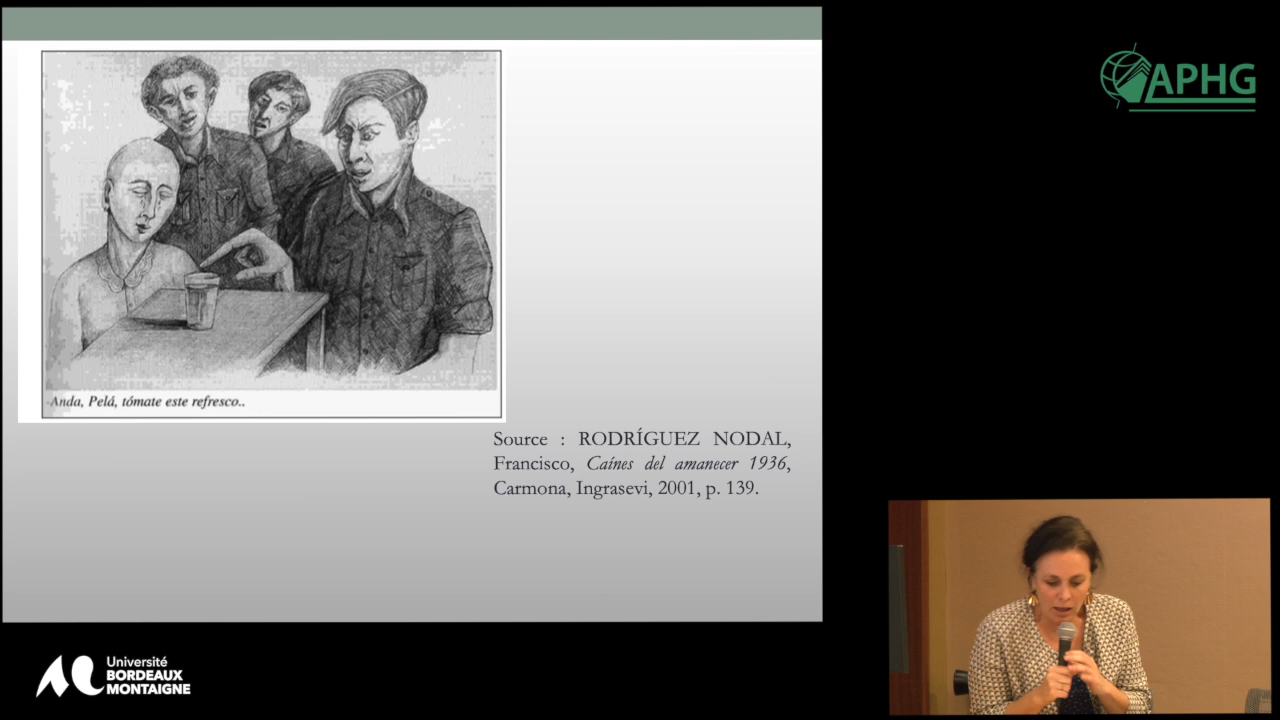 -Anda, Pelá, tómate este refresco..
Source : RODRÍGUEZ NODAL,
Francisco, Caínes del amanecer 1936,
Carmona, Ingrasevi, 2001, p. 139.
APHG
Université
BORDEAUX
MONTAIGNE